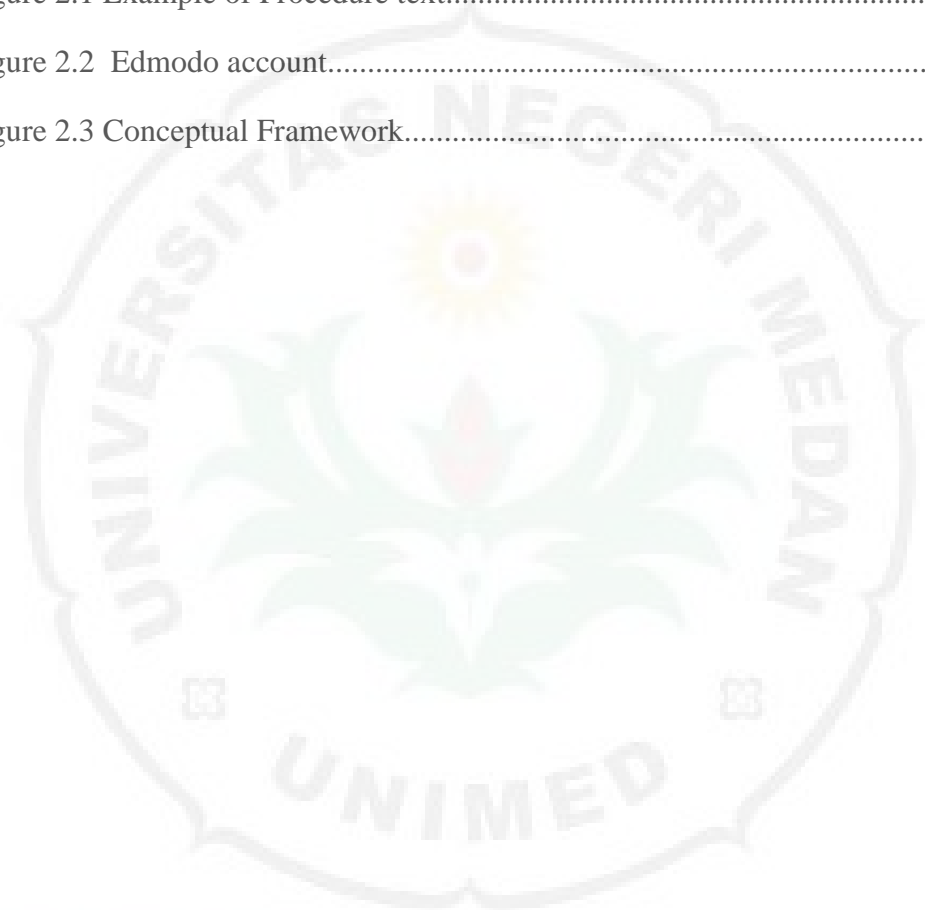 gure 2.1 Example of Procedure text............................................................
gure 2.2  Edmodo account...........................................................................
gure 2.3 Conceptual Framework.................................................................
UNIVERSITAS NEGERI MEDAN
UNIMED